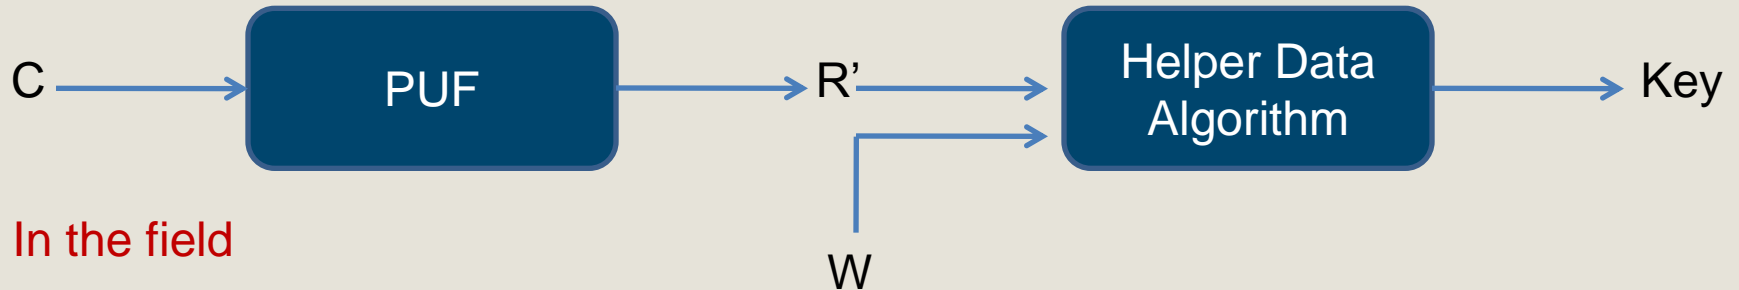 C
PUF
R’
Helper Data
Algorithm
Key
In the field
W